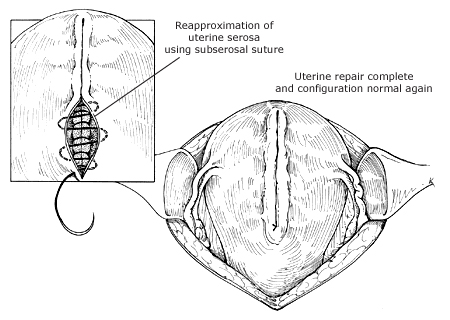 Reapproximation of
uterine serosa
using subserosal suture
Uterine repair complete
and configuration normal again